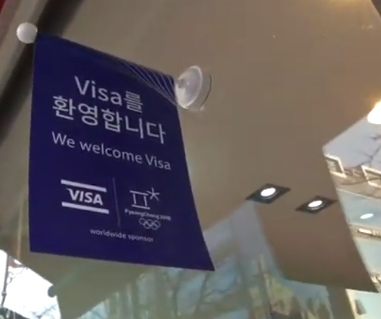 Visa를
환영합니다
We welcome Visa
VISA
PyeongChang 2018
worldwide sponsor